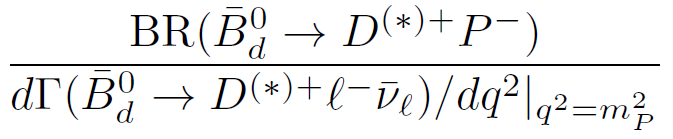 BR(B̄⁰_d → D^(*)+ P⁻)
dΓ(B̄⁰_d → D^(*)+ ℓ⁻ ν̄_ℓ)/dq²|_{q²=m²_P}